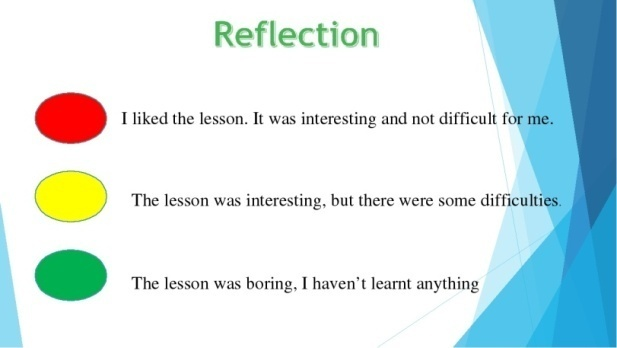 Reflection
I liked the lesson. It was interesting and not difficult for me.
The lesson was interesting, but there were some difficulties.
The lesson was boring, I haven’t learnt anything